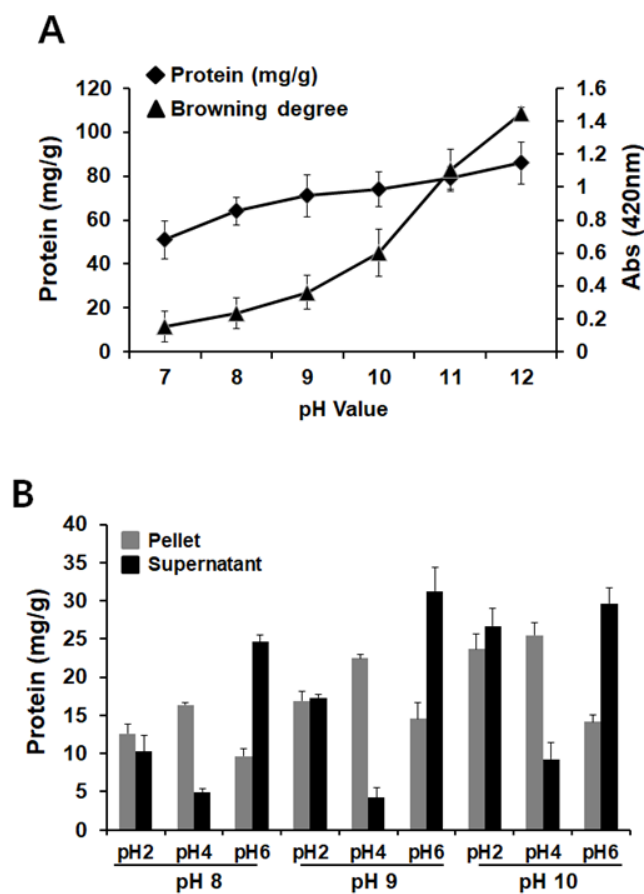 A
Protein (mg/g)
Browning degree
120
100
80
60
40
20
0
Protein (mg/g)
1.6
1.4
1.2
1
0.8
0.6
0.4
0.2
0
Abs (420nm)
7 8 9 10 11 12
pH Value
B
Pellet
Supernatant
40
35
30
25
20
15
10
5
0
Protein (mg/g)
pH2 pH4 pH6 pH2 pH4 pH6 pH2 pH4 pH6
pH 8 pH 9 pH 10